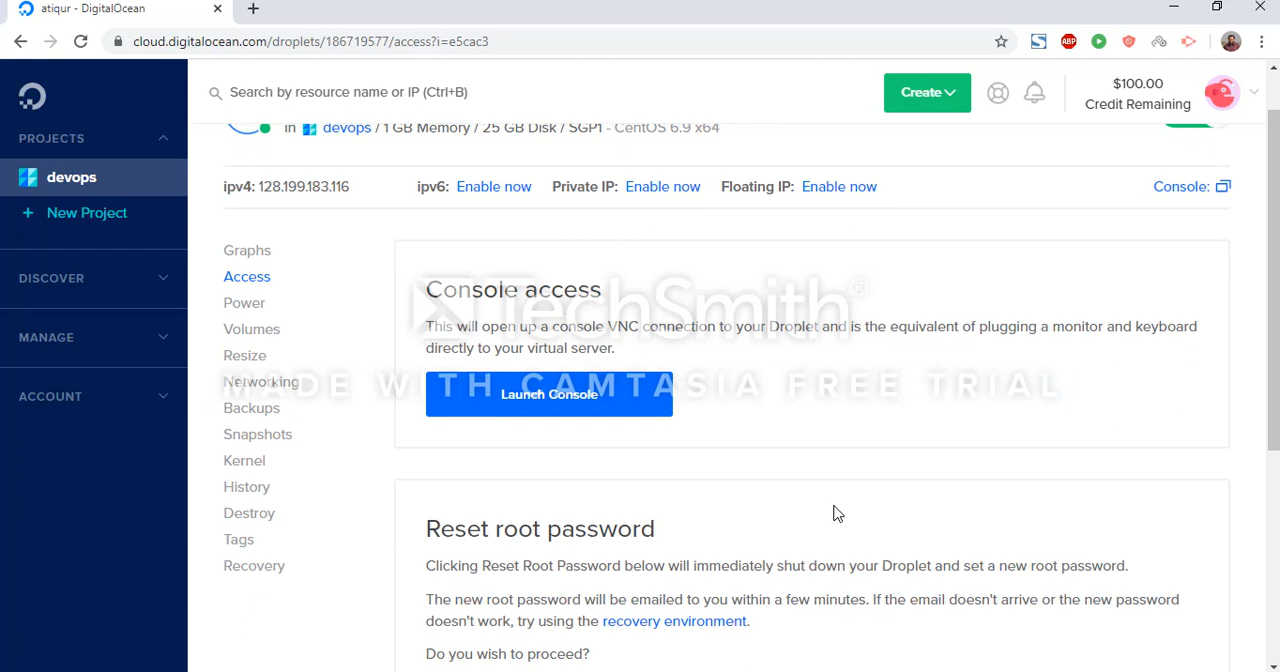 atiqur - DigitalOcean
cloud.digitalocean.com/droplets/186719577/access?i=e5cac3
ABP
Search by resource name or IP (Ctrl+B)
Create
$100.00
Credit Remaining
PROJECTS
devops
New Project
DISCOVER
MANAGE
ACCOUNT
in devops / 1 GB Memory / 25 GB Disk / SGP1 - CentOS 6.9 x64
ipv4: 128.199.183.116 ipv6: Enable now Private IP: Enable now Floating IP: Enable now Console:
Graphs
Access
Power
Volumes
Resize
Networking
Backups
Snapshots
Kernel
History
Destroy
Tags
Recovery
Console access
This will open up a console VNC connection to your Droplet and is the equivalent of plugging a monitor and keyboard
directly to your virtual server.
Launch Console
TechSmith®
MADE WITH CAMTASIA FREE TRIAL
Reset root password
Clicking Reset Root Password below will immediately shut down your Droplet and set a new root password.
The new root password will be emailed to you within a few minutes. If the email doesn't arrive or the new password
doesn't work, try using the recovery environment.
Do you wish to proceed?